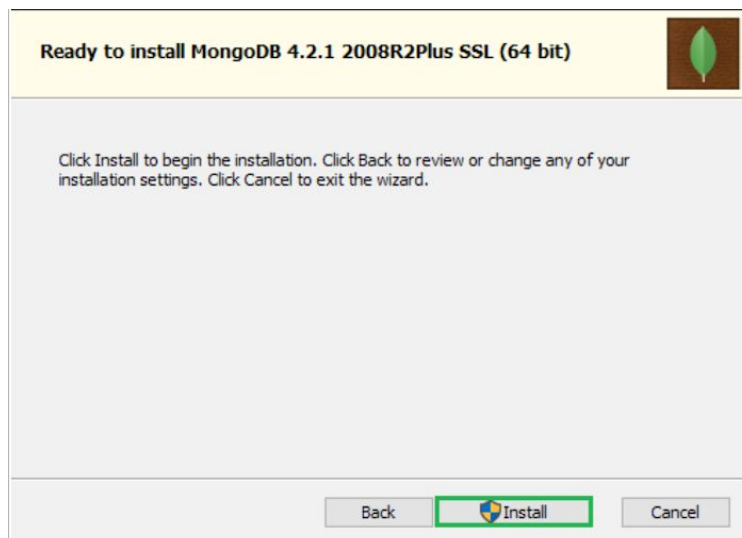 Ready to install MongoDB 4.2.1 2008R2Plus SSL (64 bit)
Click Install to begin the installation. Click Back to review or change any of your
installation settings. Click Cancel to exit the wizard.
Back Install Cancel